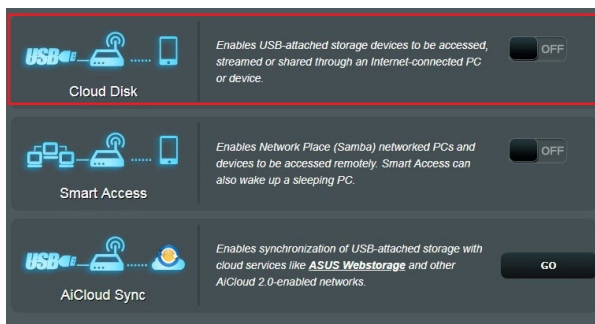 USB
Cloud Disk
Enables USB-attached storage devices to be accessed,
streamed or shared through an Internet-connected PC
or device.
OFF
Smart Access
Enables Network Place (Samba) networked PCs and
devices to be accessed remotely. Smart Access can
also wake up a sleeping PC.
OFF
USB
AiCloud Sync
Enables synchronization of USB-attached storage with
cloud services like ASUS Webstorage and other
AiCloud 2.0-enabled networks.
GO